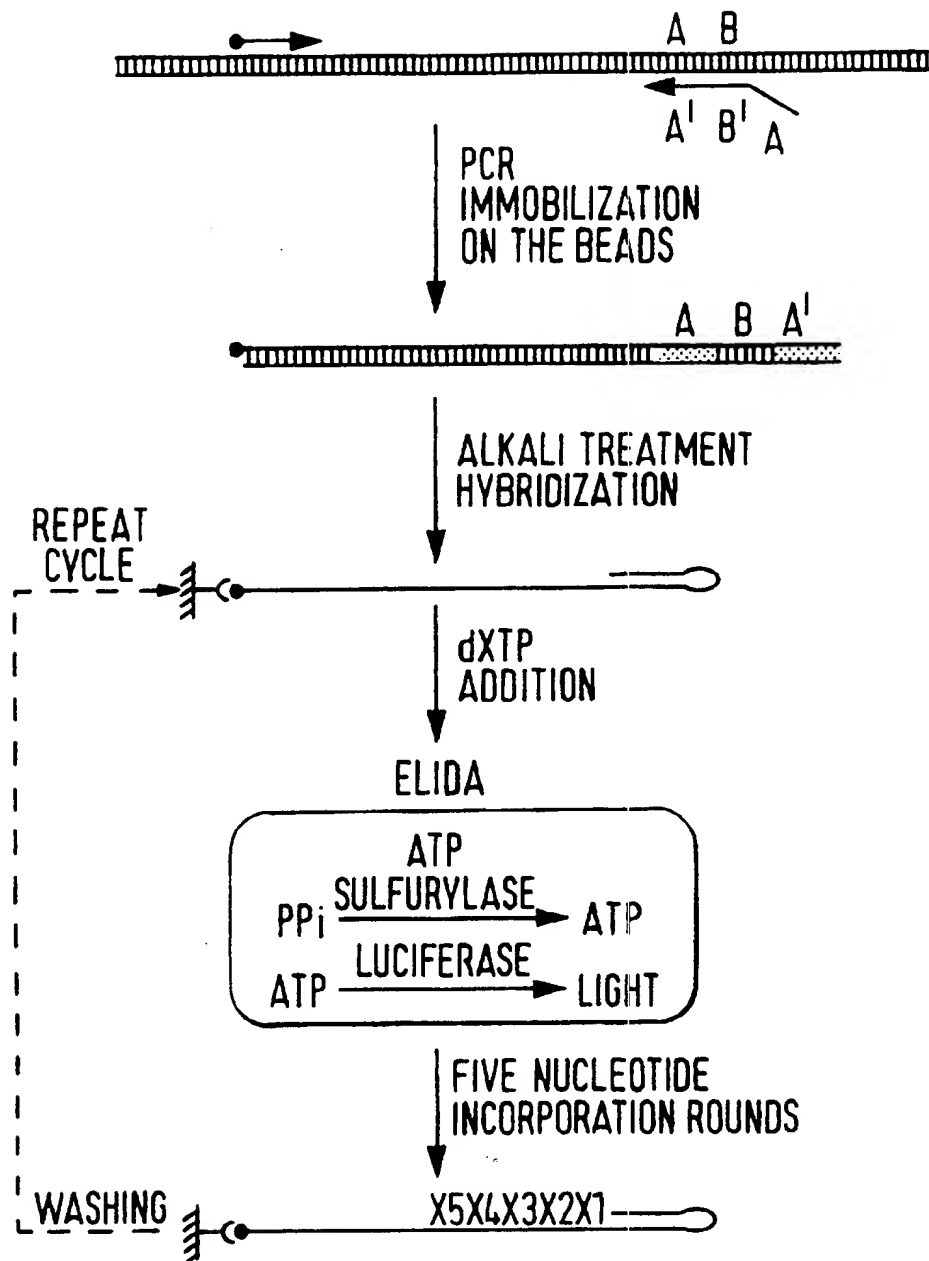 A B
A' B' A
PCR
IMMOBILIZATION
ON THE BEADS
A B A'
ALKALI TREATMENT
HYBRIDIZATION
REPEAT
CYCLE
dXTP
ADDITION
ELIDA
ATP
SULFURYLASE
PPi ATP
LUCIFERASE
ATP LIGHT
FIVE NUCLEOTIDE
INCORPORATION ROUNDS
WASHING
X5X4X3X2X1